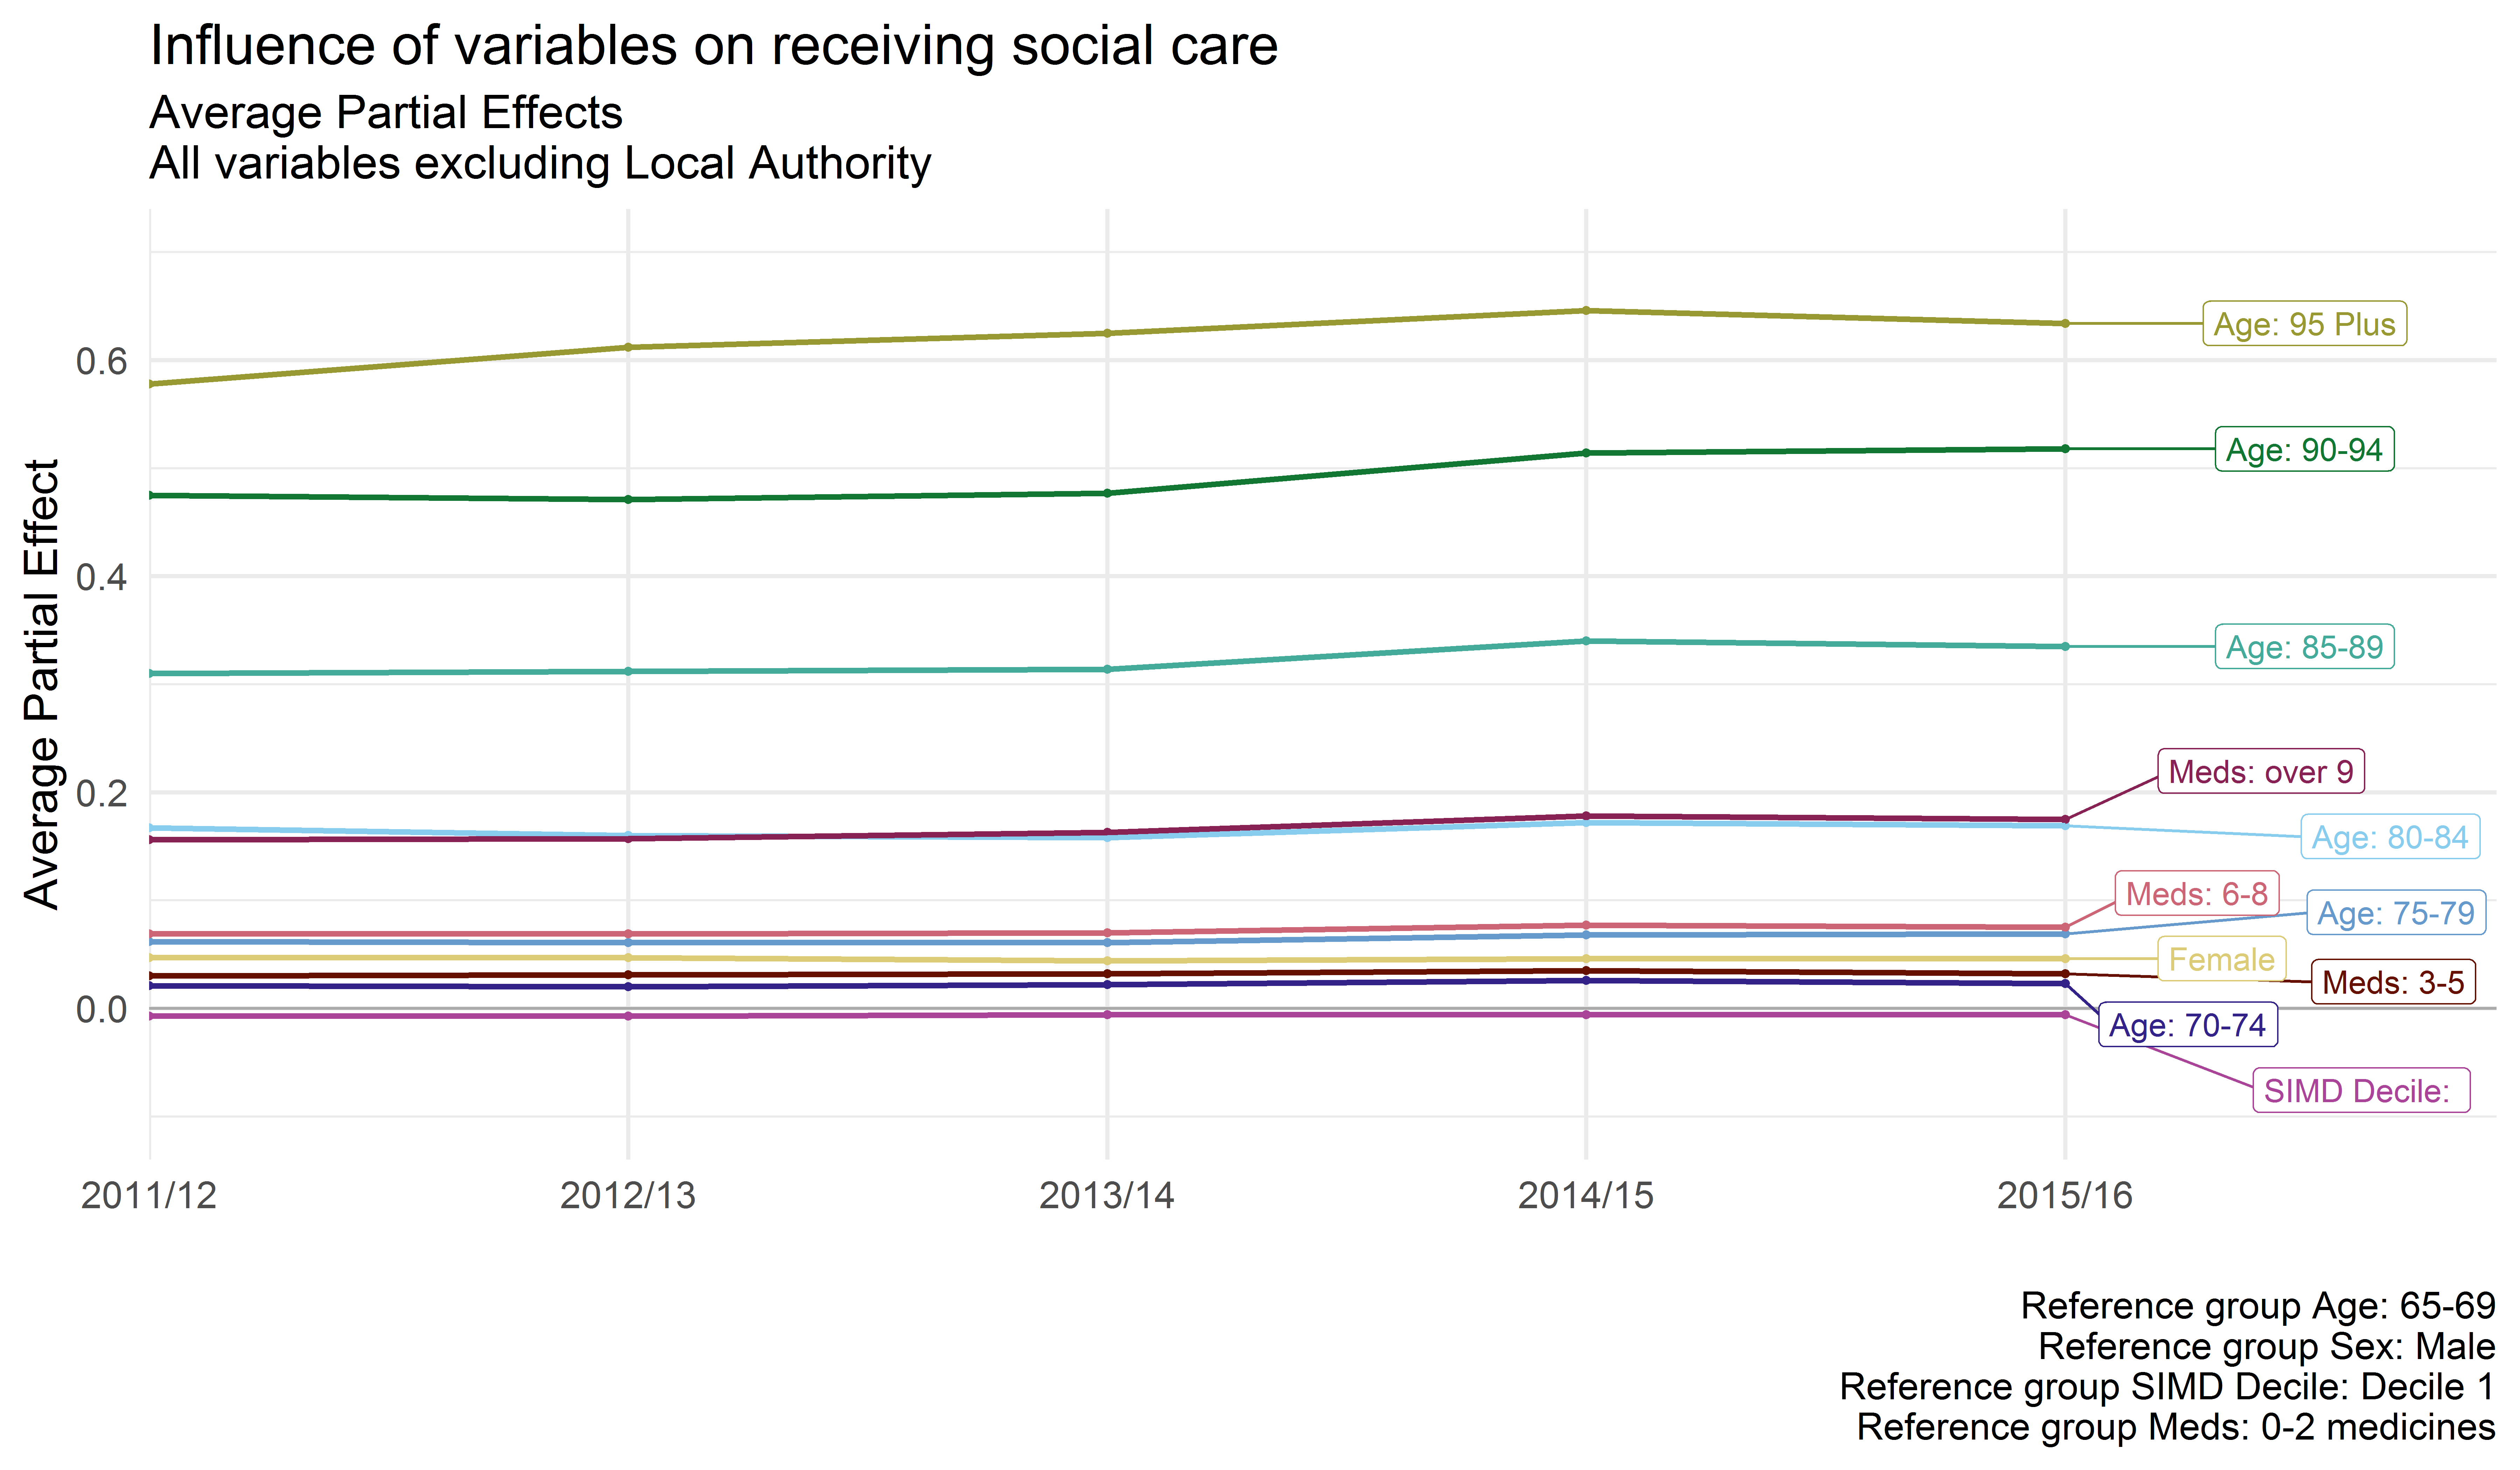 Influence of variables on receiving social care
Average Partial Effects
All variables excluding Local Authority
Average Partial Effect
0.6
0.4
0.2
0.0
Age: 95 Plus
Age: 90-94
Age: 85-89
Meds: over 9
Age: 80-84
Meds: 6-8
Age: 75-79
Female
Meds: 3-5
Age: 70-74
SIMD Decile:
2011/12
2012/13
2013/14
2014/15
2015/16
Reference group Age: 65-69
Reference group Sex: Male
Reference group SIMD Decile: Decile 1
Reference group Meds: 0-2 medicines